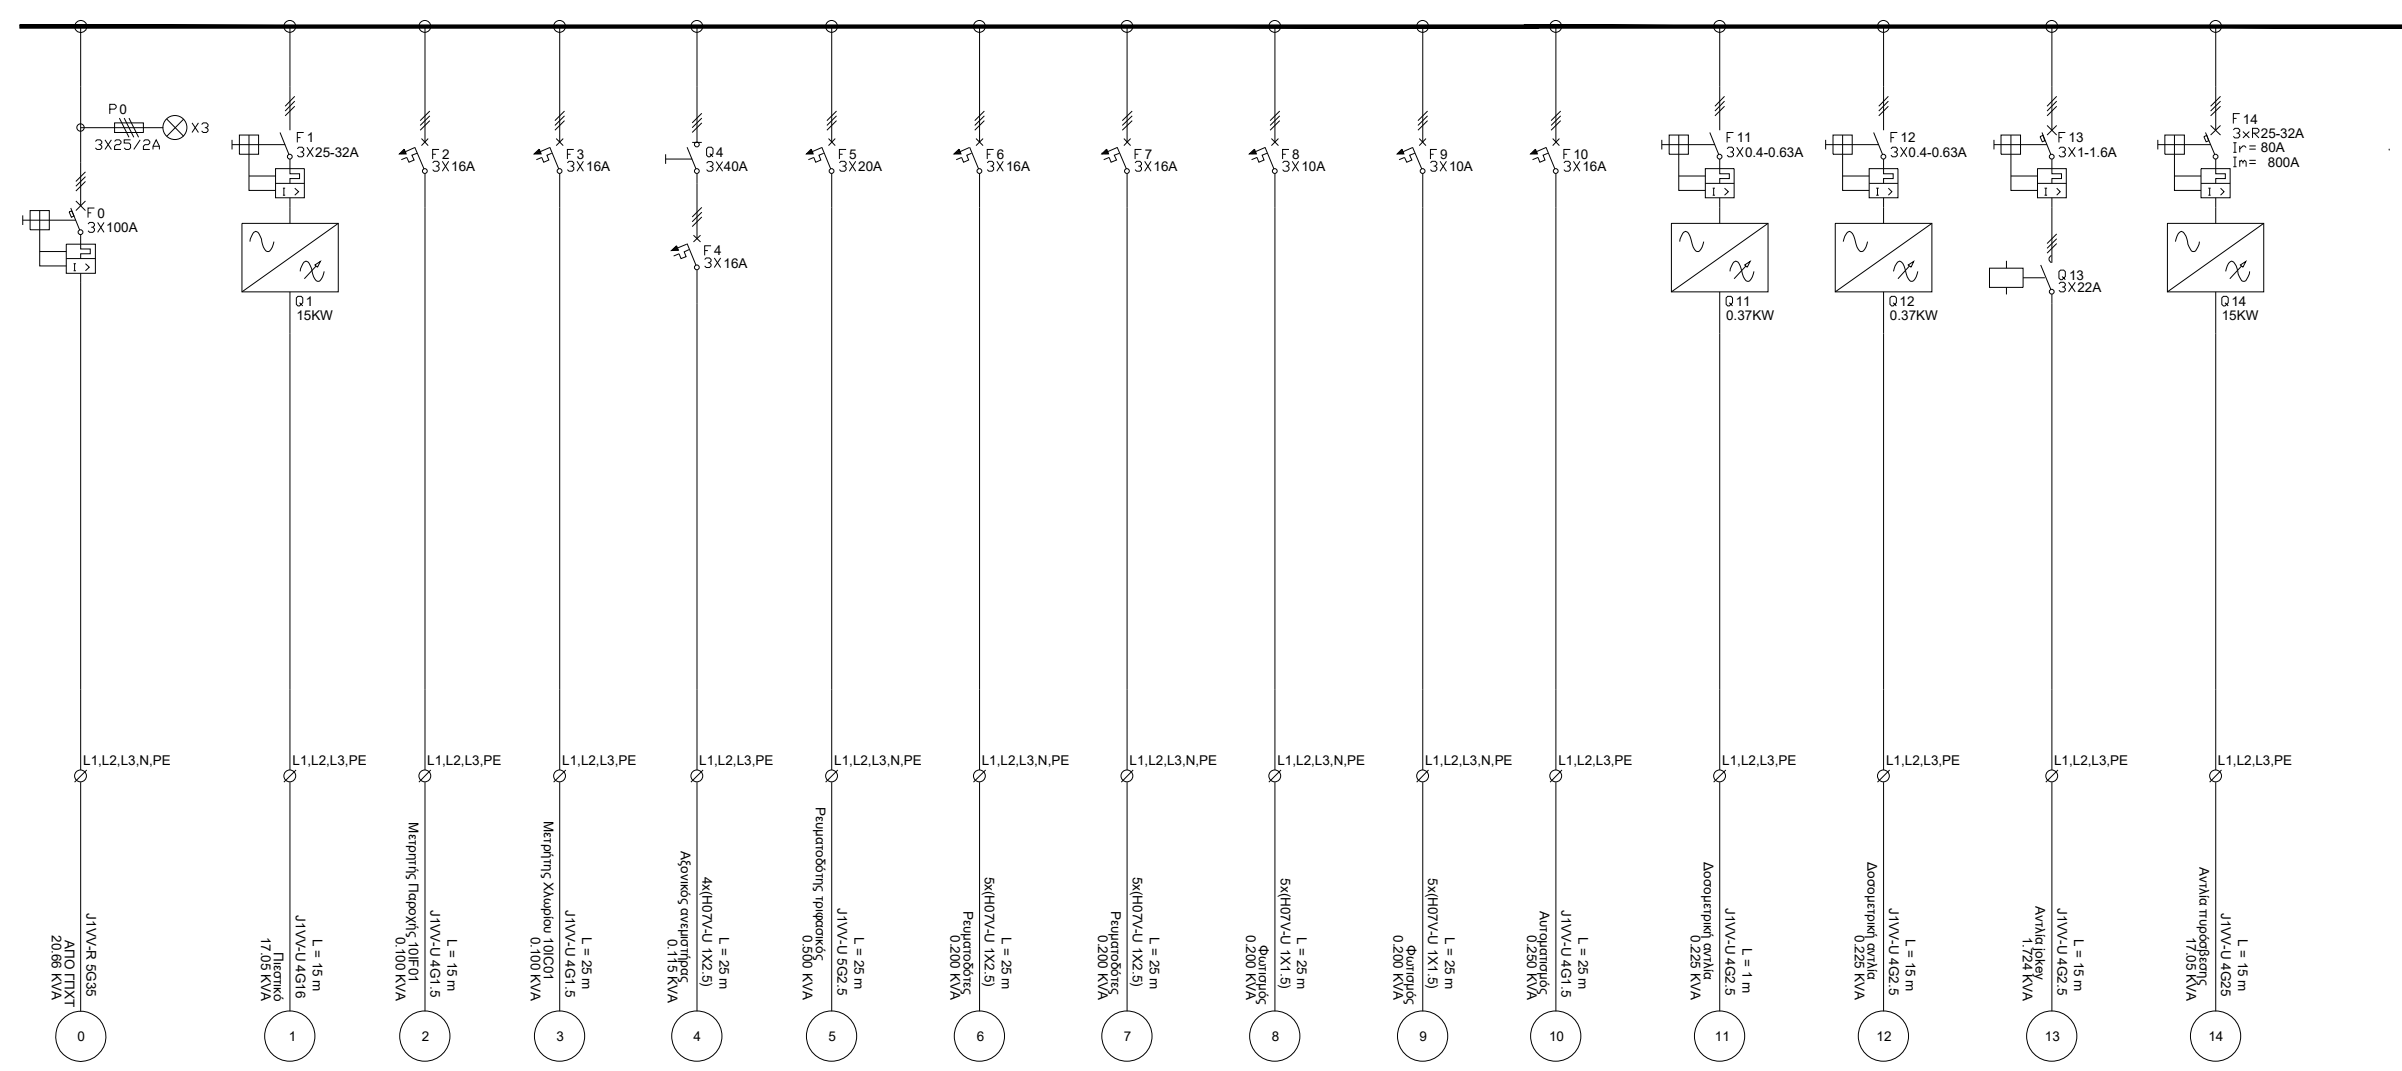 P0
3X25/2A
X3
F0
3X100A
F1
3X25-32A
I >
I >
Q1
15KW
F2
3X16A
F3
3X16A
Q4
3X40A
F4
3X16A
F5
3X20A
F6
3X16A
F7
3X16A
F8
3X10A
F9
3X10A
F10
3X16A
F11
3X0.4-0.63A
I >
Q11
0.37KW
F12
3X0.4-0.63A
I >
Q12
0.37KW
F13
3X1-1.6A
I >
Q13
3X22A
F14
3xR25-32A
Ir= 80A
Im= 800A
I >
Q14
15KW
L1,L2,L3,N,PE
L1,L2,L3,PE
L1,L2,L3,PE
L1,L2,L3,PE
L1,L2,L3,PE
L1,L2,L3,N,PE
L1,L2,L3,N,PE
L1,L2,L3,N,PE
L1,L2,L3,N,PE
L1,L2,L3,N,PE
L1,L2,L3,PE
L1,L2,L3,PE
L1,L2,L3,PE
L1,L2,L3,PE
L1,L2,L3,PE
J1VV-R 5G35
ΑΠΟ ΓΠΧΤ
20.66 KVA
L = 15 m
J1VV-U 4G16
Πιεστικό
17.05 KVA
L = 15 m
J1VV-U 4G1.5
Μετρητής Παροχής 10IF01
0.100 KVA
L = 25 m
J1VV-U 4G1.5
Μετρήτης Χλωρίου 10IC01
0.100 KVA
L = 25 m
4x(H07V-U 1X2.5)
Αξονικός ανεμιστήρας
0.115 KVA
L = 25 m
J1VV-U 5G2.5
Ρευματοδότης τριφασικός
0.500 KVA
L = 25 m
5x(H07V-U 1X2.5)
Ρευματοδότες
0.200 KVA
L = 25 m
5x(H07V-U 1X2.5)
Ρευματοδότες
0.200 KVA
L = 25 m
5x(H07V-U 1X1.5)
Φωτισμός
0.200 KVA
L = 25 m
5x(H07V-U 1X1.5)
Φωτισμός
0.200 KVA
L = 25 m
J1VV-U 4G1.5
Αυτοματισμός
0.250 KVA
L = 1 m
J1VV-U 4G2.5
Δοσομετρική αντλία
0.225 KVA
L = 15 m
J1VV-U 4G2.5
Δοσομετρική αντλία
0.225 KVA
L = 15 m
J1VV-U 4G2.5
Αντλία jokey
1.724 KVA
L = 15 m
J1VV-U 4G25
Αντλία πυρόσβεσης
17.05 KVA
0
1
2
3
4
5
6
7
8
9
10
11
12
13
14